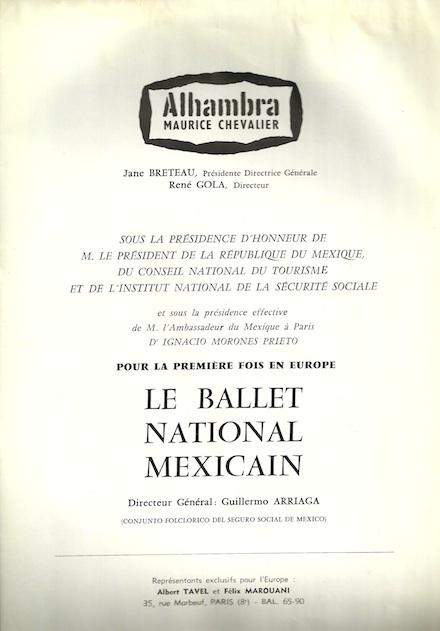 Alhambra
MAURICE CHEVALIER
Jane BRETEAU, Présidente Directrice Générale
René GOLA, Directeur
SOUS LA PRÉSIDENCE D'HONNEUR DE
M. LE PRÉSIDENT DE LA RÉPUBLIQUE DU MEXIQUE,
DU CONSEIL NATIONAL DU TOURISME
ET DE L'INSTITUT NATIONAL DE LA SÉCURITÉ SOCIALE
et sous la présidence effective
de M. l'Ambassadeur du Mexique à Paris
Dr IGNACIO MORONES PRIETO
POUR LA PREMIÈRE FOIS EN EUROPE
LE BALLET
NATIONAL
MEXICAIN
Directeur Général : Guillermo ARRIAGA
(CONJUNTO FOLCLORICO DEL SEGURO SOCIAL DE MEXICO)
Représentants exclusifs pour l'Europe :
Albert TAVEL et Félix MAROUANI
35, rue Marbeuf, PARIS (8e) - BAL. 65-90